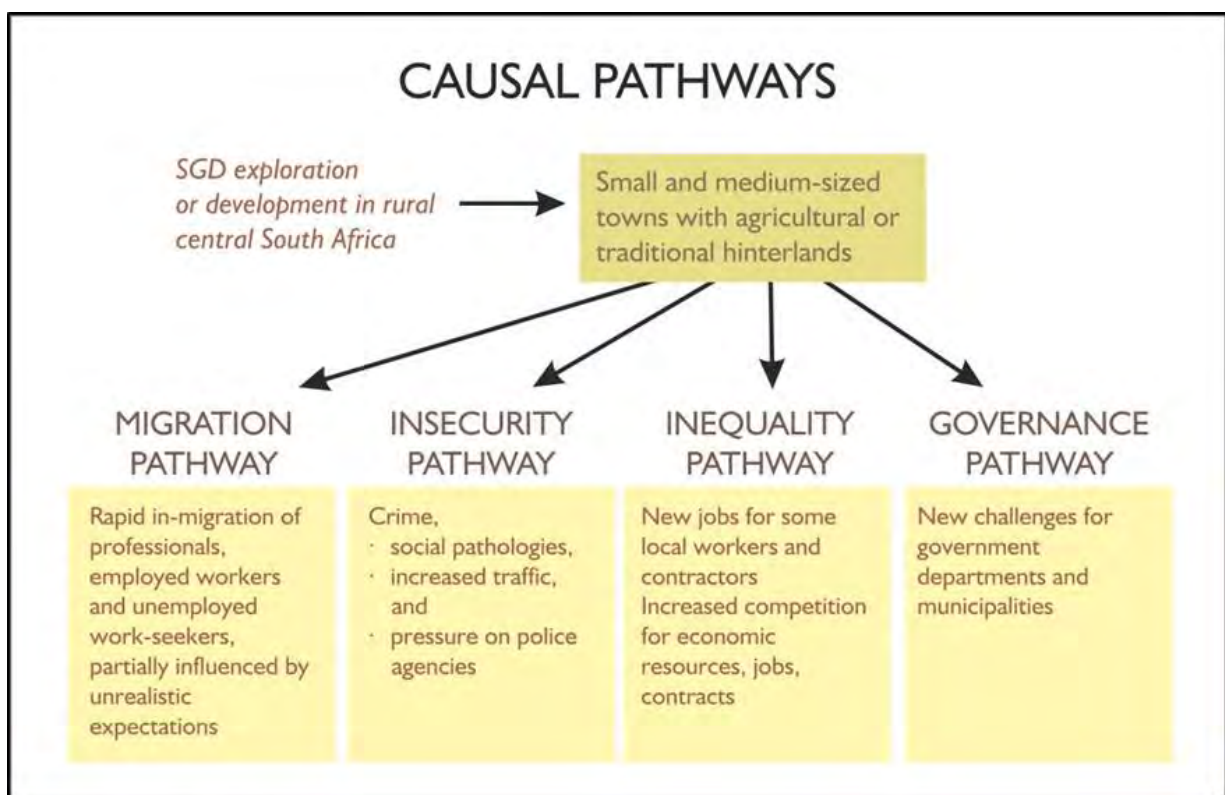 CAUSAL PATHWAYS
SGD exploration
or development in rural
central South Africa
Small and medium-sized
towns with agricultural or
traditional hinterlands
MIGRATION
PATHWAY
Rapid in-migration of
professionals,
employed workers
and unemployed
work-seekers,
partially influenced by
unrealistic
expectations
INSECURITY
PATHWAY
Crime,
· social pathologies,
· increased traffic,
and
· pressure on police
agencies
INEQUALITY
PATHWAY
New jobs for some
local workers and
contractors
Increased competition
for economic
resources, jobs,
contracts
GOVERNANCE
PATHWAY
New challenges for
government
departments and
municipalities